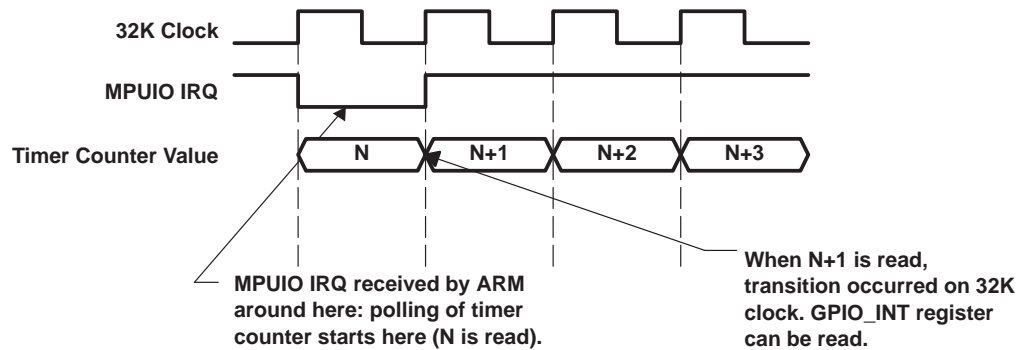 32K Clock
MPUIO IRQ
Timer Counter Value
N
N+1
N+2
N+3
MPUIO IRQ received by ARM
around here: polling of timer
counter starts here (N is read).
When N+1 is read,
transition occurred on 32K
clock. GPIO_INT register
can be read.